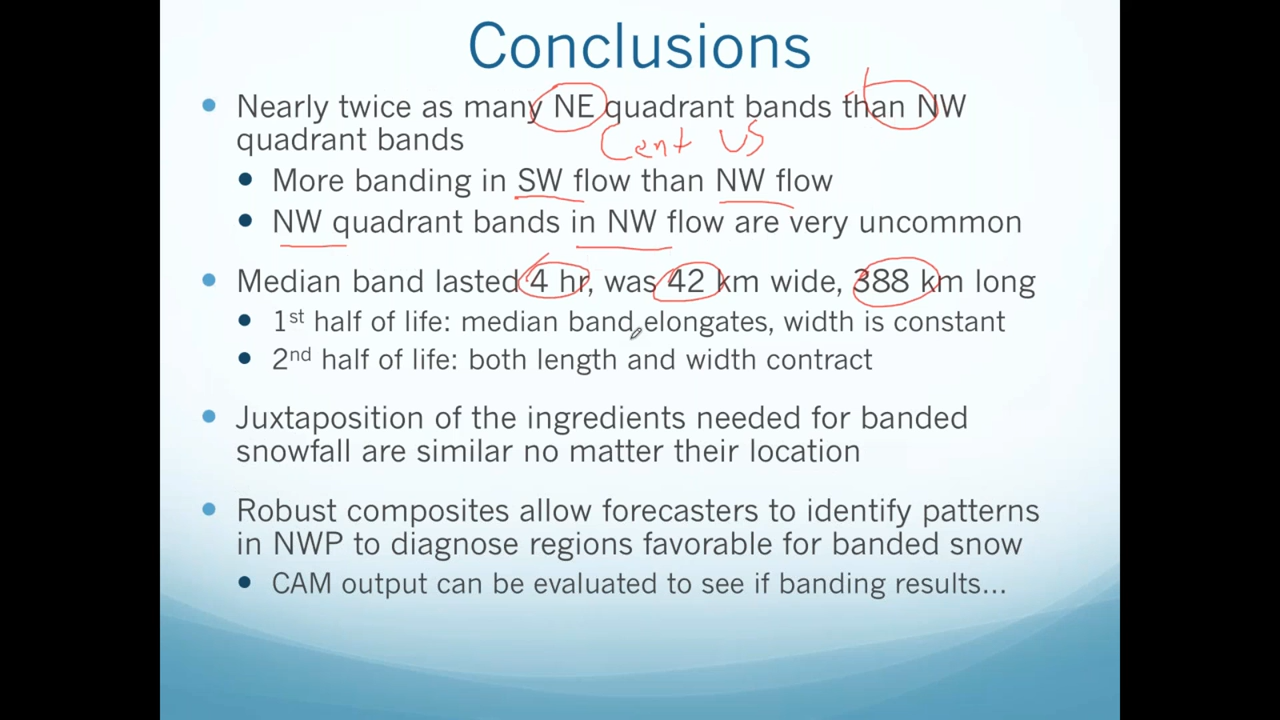 Conclusions
• Nearly twice as many NE quadrant bands than NW
quadrant bands
Cent US
• More banding in SW flow than NW flow
• NW quadrant bands in NW flow are very uncommon
• Median band lasted 4 hr, was 42 km wide, 388 km long
• 1st half of life: median band elongates, width is constant
• 2nd half of life: both length and width contract
• Juxtaposition of the ingredients needed for banded
snowfall are similar no matter their location
• Robust composites allow forecasters to identify patterns
in NWP to diagnose regions favorable for banded snow
• CAM output can be evaluated to see if banding results...